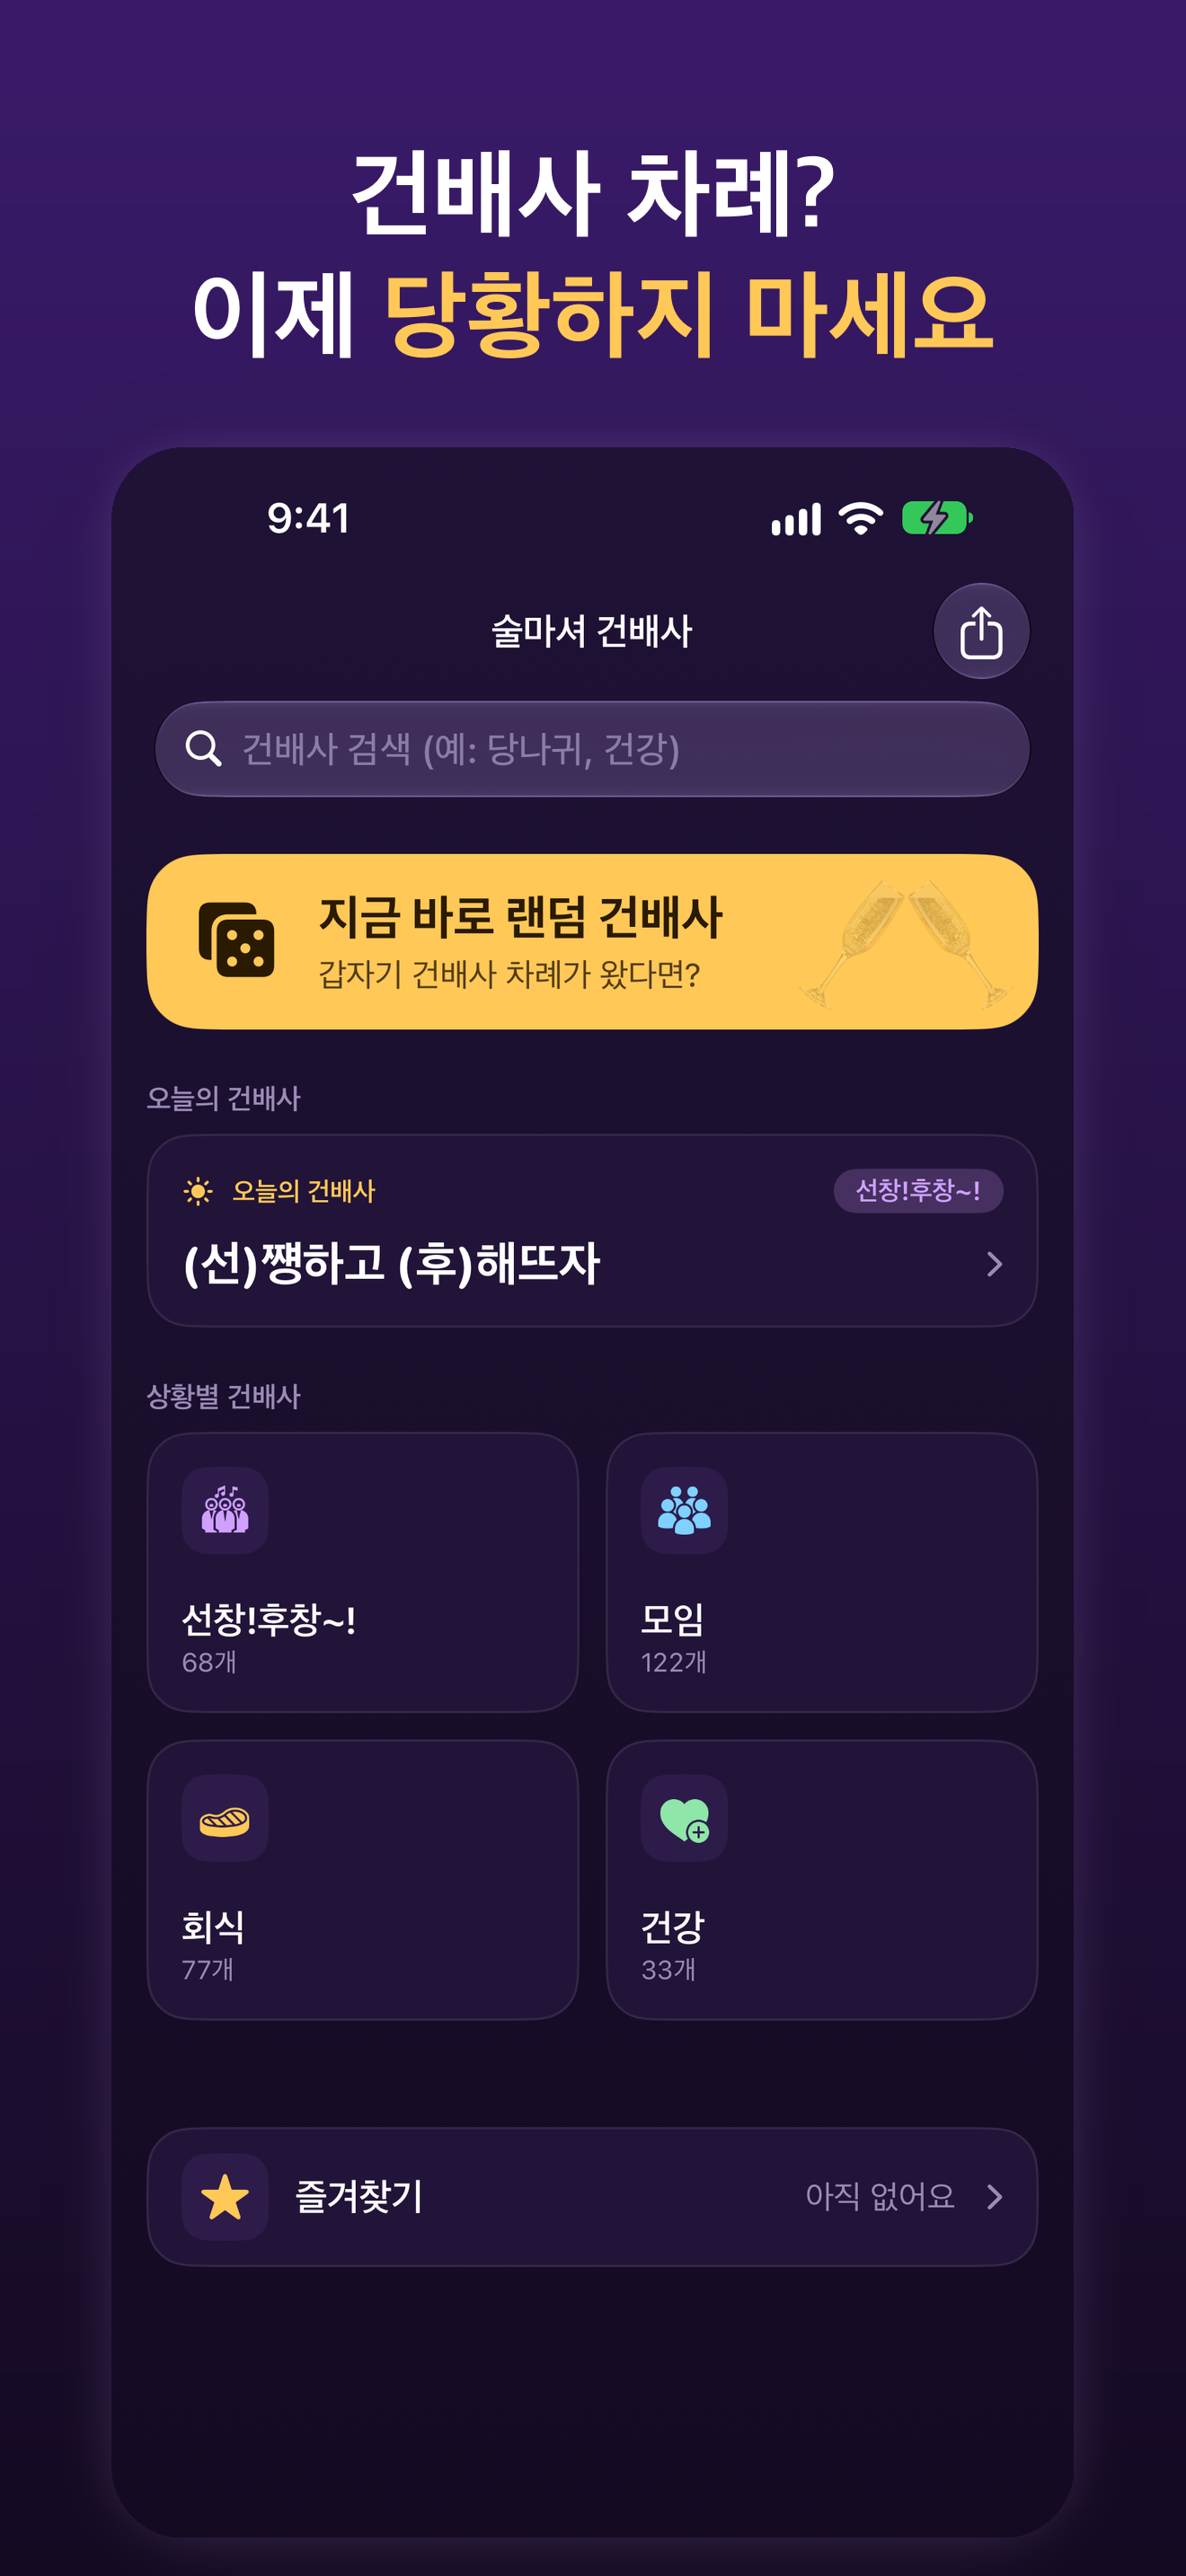 건배사 차례?
이제 당황하지 마세요
9:41
술마셔 건배사
건배사 검색 (예: 당나귀, 건강)
지금 바로 랜덤 건배사
갑자기 건배사 차례가 왔다면?
오늘의 건배사
오늘의 건배사
선창!후창~!
(선)쨍하고 (후)해뜨자
상황별 건배사
선창!후창~!
68개
모임
122개
회식
77개
건강
33개
즐겨찾기
아직 없어요